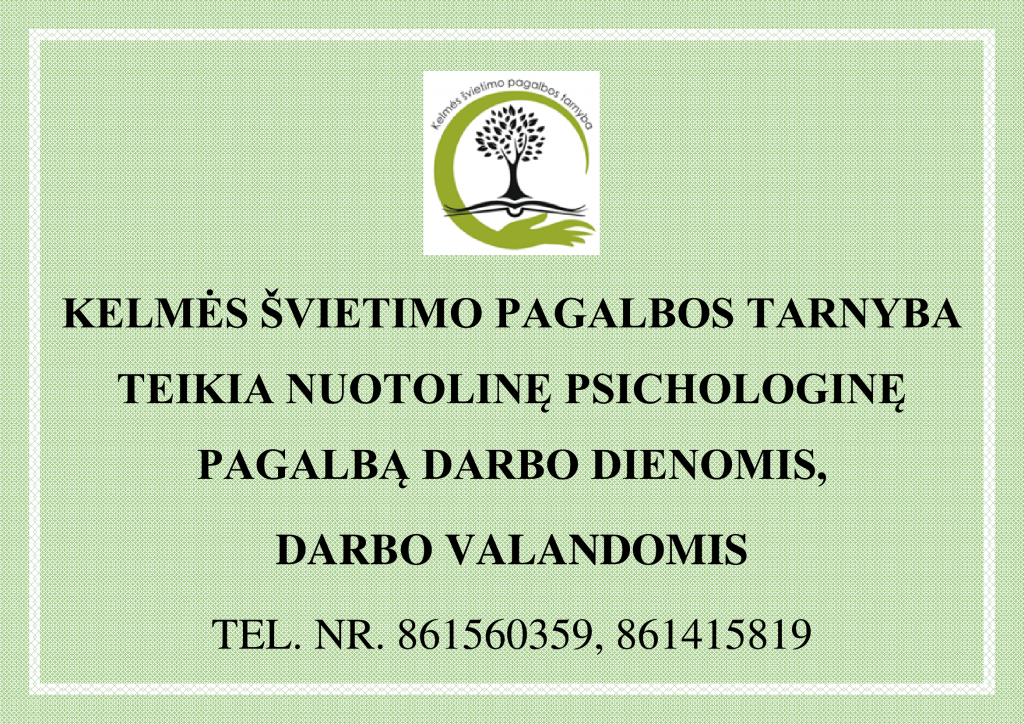 Kelmės švietimo pagalbos tarnyba
KELMĖS ŠVIETIMO PAGALBOS TARNYBA
TEIKIA NUOTOLINĘ PSICHOLOGINĘ
PAGALBĄ DARBO DIENOMIS,
DARBO VALANDOMIS
TEL. NR. 861560359, 861415819